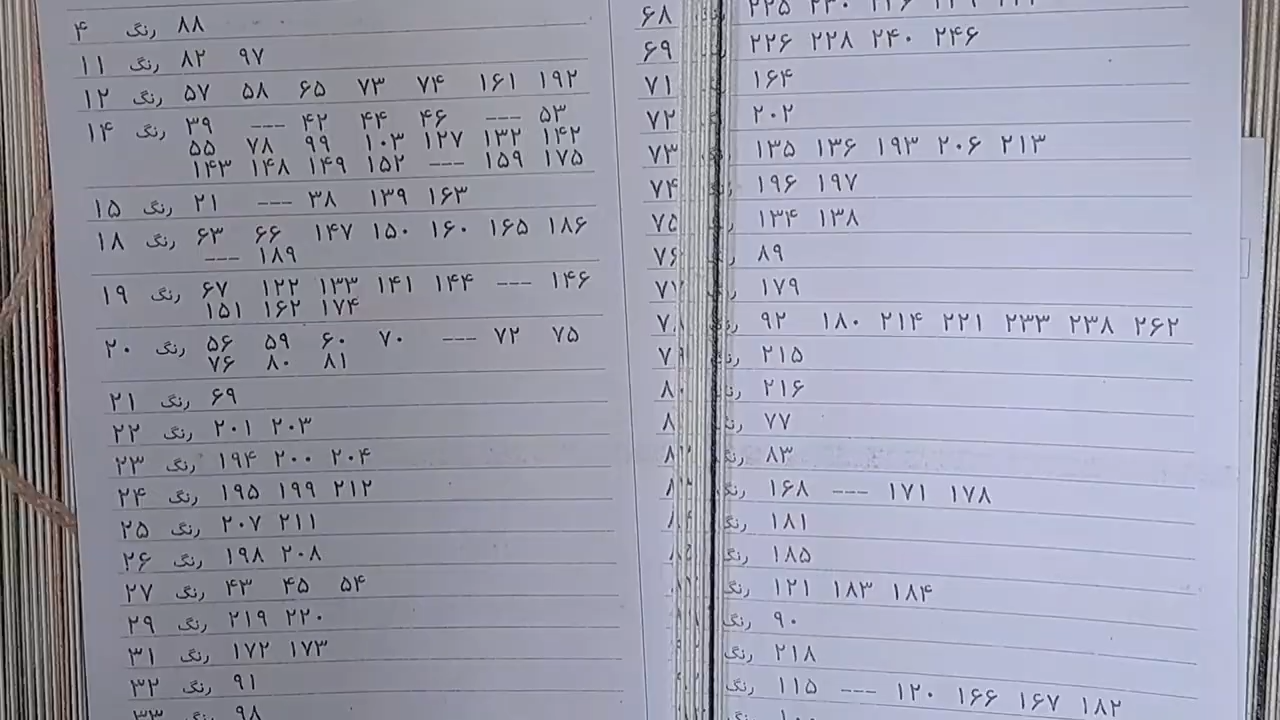 ۴ رنگ ۸۸
۱۱ رنگ ۸۲ ۹۷
۱۲ رنگ ۵۷ ۵۸ ۶۵ ۷۳ ۷۴ ۱۶۱ ۱۹۲
۱۴ رنگ ۳۹ --- ۴۲ ۴۴ ۴۶ --- ۵۳
۵۵ ۷۸ ۹۹ ۱۰۳ ۱۲۷ ۱۳۲ ۱۴۲
۱۴۳ ۱۴۸ ۱۴۹ ۱۵۲ --- ۱۵۹ ۱۷۵
۱۵ رنگ ۲۱ --- ۳۸ ۱۳۹ ۱۶۳
۱۸ رنگ ۶۳ ۶۶ ۱۴۷ ۱۵۰ ۱۶۰ ۱۶۵ ۱۸۶
--- ۱۸۹
۱۹ رنگ ۶۷ ۱۲۲ ۱۳۳ ۱۴۱ ۱۴۴ --- ۱۴۶
۱۵۱ ۱۶۲ ۱۷۴
۲۰ رنگ ۵۶ ۵۹ ۶۰ ۷۰ --- ۷۲ ۷۵
۷۶ ۸۰ ۸۱
۲۱ رنگ ۶۹
۲۲ رنگ ۲۰۱ ۲۰۳
۲۳ رنگ ۱۹۴ ۲۰۰ ۲۰۴
۲۴ رنگ ۱۹۵ ۱۹۹ ۲۱۲
۲۵ رنگ ۲۰۷ ۲۱۱
۲۶ رنگ ۱۹۸ ۲۰۸
۲۷ رنگ ۴۳ ۴۵ ۵۴
۲۹ رنگ ۲۱۹ ۲۲۰
۳۱ رنگ ۱۷۲ ۱۷۳
۳۲ رنگ ۹۱
۳۳ رنگ ۹۸
۶۸ ۲۲۵
۶۹ ۲۲۶ ۲۲۸ ۲۴۰ ۲۴۶
۷۱ ۱۶۴
۷۲ ۲۰۲
۷۳ ۱۳۵ ۱۳۶ ۱۹۳ ۲۰۶ ۲۱۳
۷۴ ۱۹۶ ۱۹۷
۷۵ ۱۳۴ ۱۳۸
۷۶ ۸۹
۱۷۹
۹۲ ۱۸۰ ۲۱۴ ۲۲۱ ۲۳۳ ۲۳۸ ۲۶۲
رنگ ۲۱۵
رنگ ۲۱۶
رنگ ۷۷
رنگ ۸۳
رنگ ۱۶۸ --- ۱۷۱ ۱۷۸
رنگ ۱۸۱
رنگ ۱۸۵
رنگ ۱۲۱ ۱۸۳ ۱۸۴
رنگ ۹۰
رنگ ۲۱۸
رنگ ۱۱۵ --- ۱۲۰ ۱۶۶ ۱۶۷ ۱۸۲